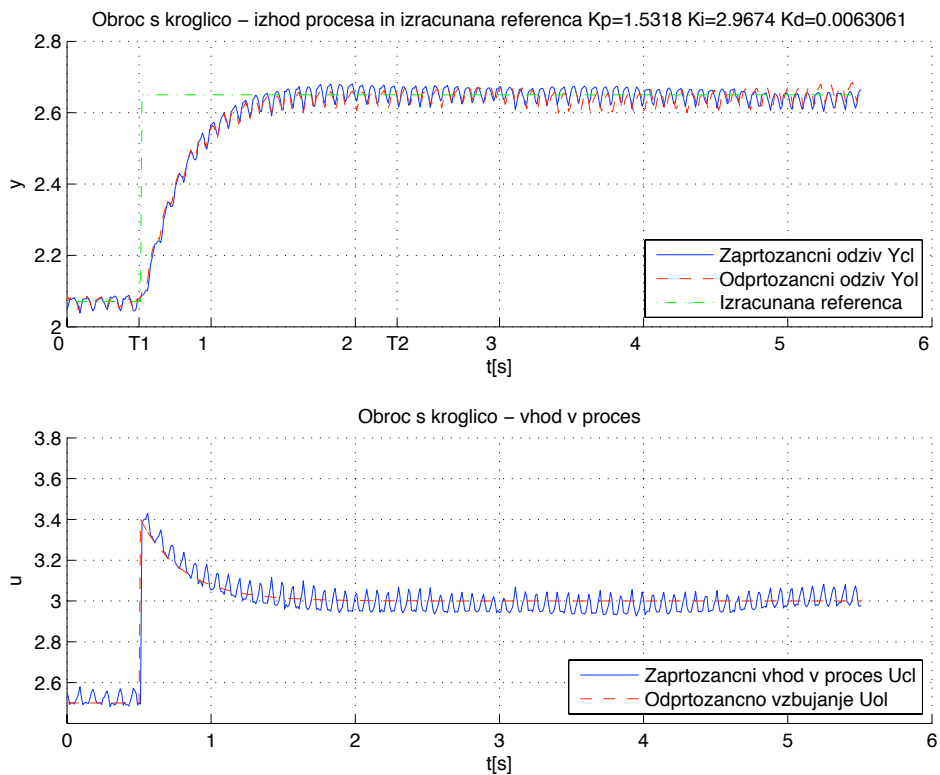 Obroc s kroglico – izhod procesa in izracunana referenca Kp=1.5318 Ki=2.9674 Kd=0.0063061
2.8
2.6
2.4
2.2
2
y
Zaprtozancni odziv Ycl
Odprtozancni odziv Yol
Izracunana referenca
0 T1 1 2 T2 3 4 5 6
t[s]
Obroc s kroglico – vhod v proces
3.8
3.6
3.4
3.2
3
2.8
2.6
u
Zaprtozancni vhod v proces Ucl
Odprtozancno vzbujanje Uol
0 1 2 3 4 5 6
t[s]